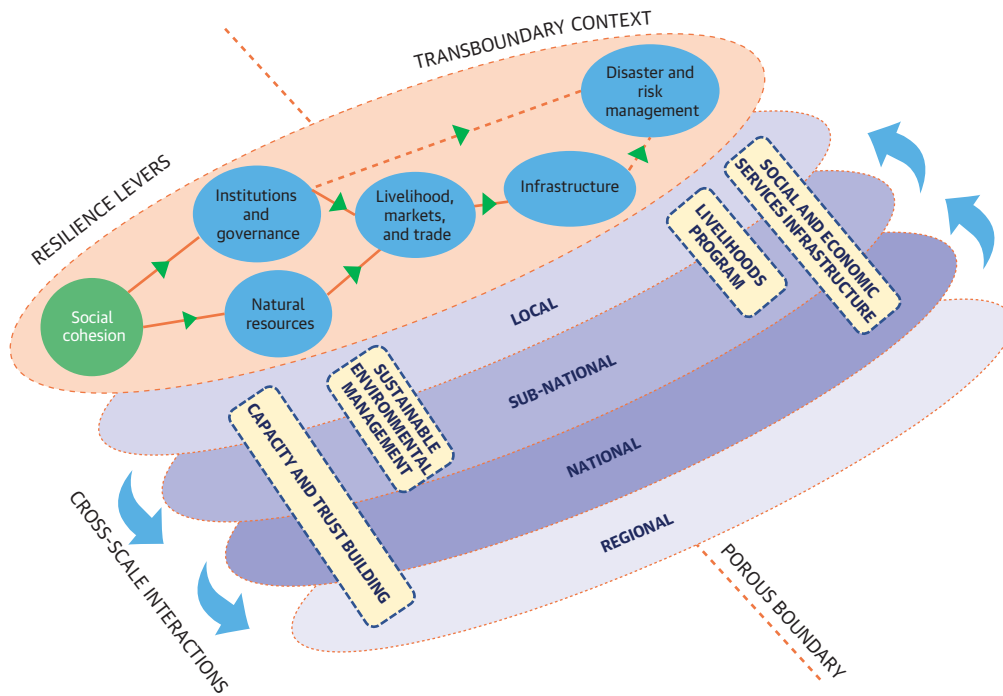 TRANSBOUNDARY CONTEXT
RESILIENCE LEVERS
Disaster and
risk
management
Institutions
and
governance
Livelihood,
markets,
and trade
Infrastructure
Social
cohesion
Natural
resources
LOCAL
SUB-NATIONAL
NATIONAL
REGIONAL
SOCIAL AND ECONOMIC
SERVICES INFRASTRUCTURE
LIVELIHOODS
PROGRAM
SUSTAINABLE
ENVIRONMENTAL
MANAGEMENT
CAPACITY AND TRUST BUILDING
CROSS-SCALE INTERACTIONS
POROUS BOUNDARY